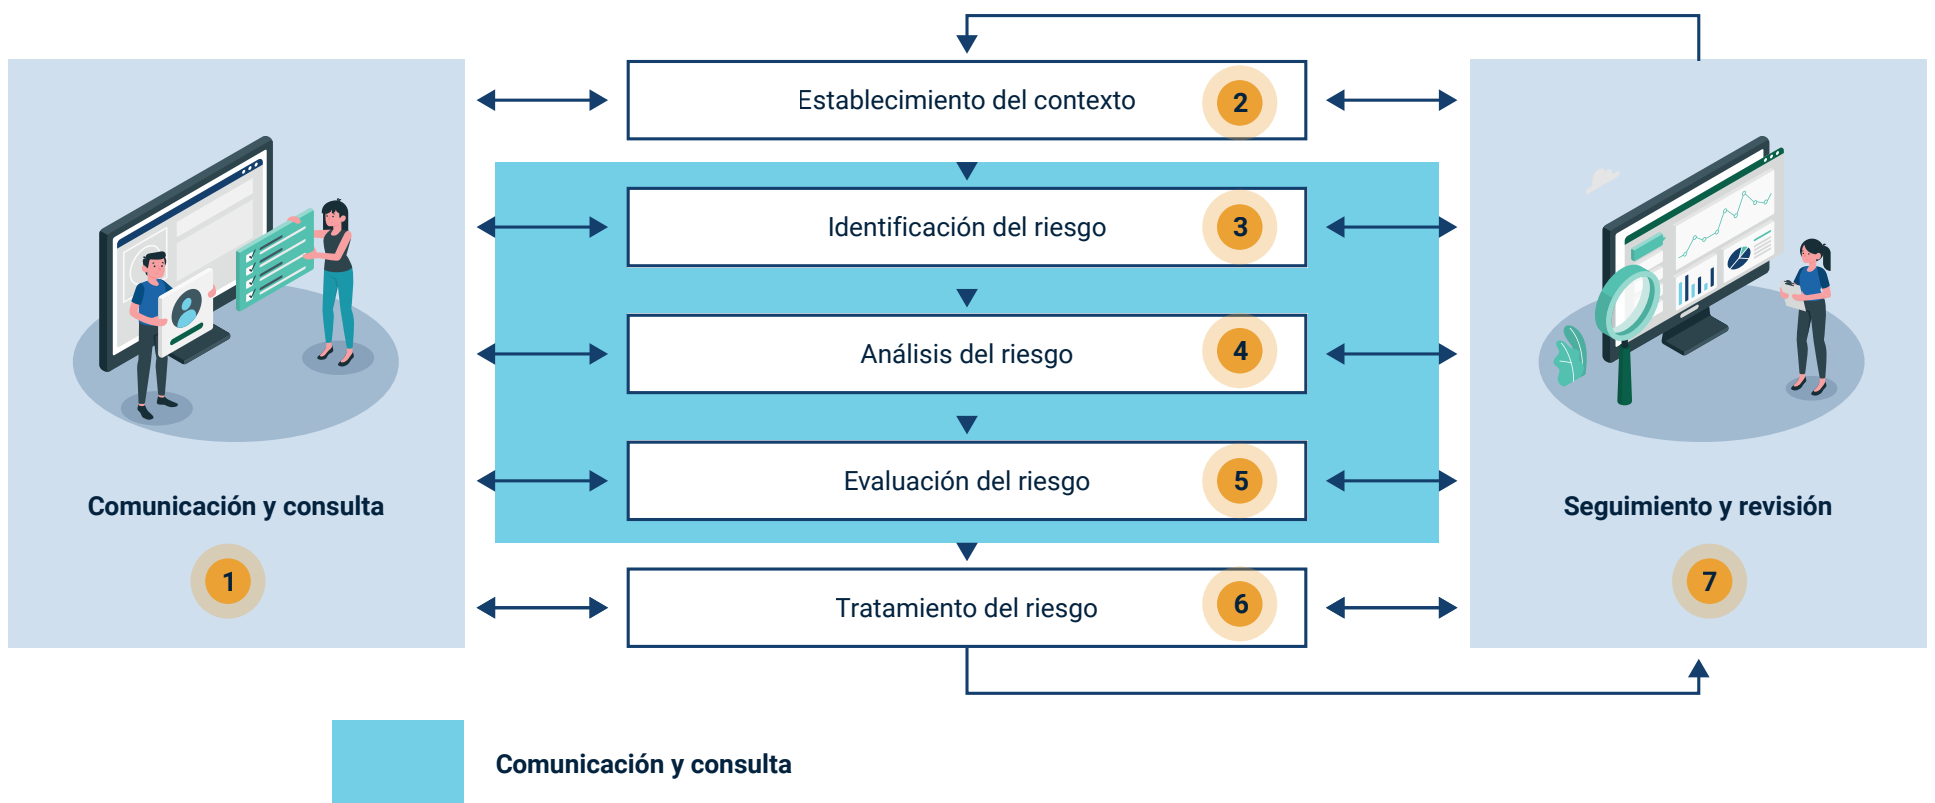 Establecimiento del contexto
2
Identificación del riesgo
3
Análisis del riesgo
4
Evaluación del riesgo
5
Comunicación y consulta
1
Seguimiento y revisión
7
Tratamiento del riesgo
6
Comunicación y consulta